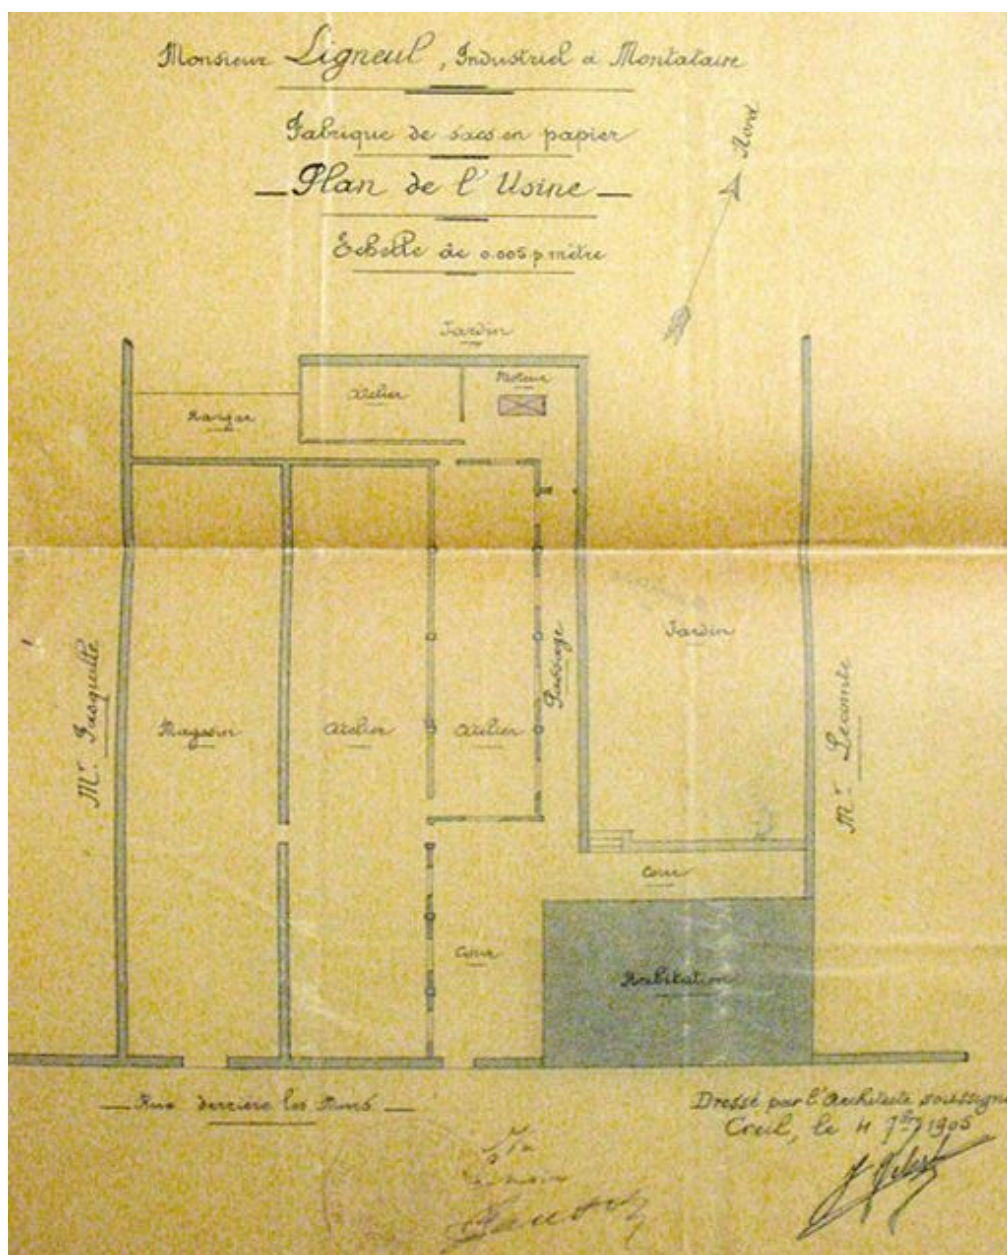 Monsieur Ligneul, Industriel à Montataire
Fabrique de sacs en papier
Plan de l'Usine
Echelle de 0.005 p. mètre
Nord
Jardin
Atelier
Moteur
Hangar
Passage
Jardin
Mr. Fasquelle
Magasin
Atelier
Atelier
Mr. Lecomte
Cour
Cour
Habitation
Rue derrière les Murs
Dressé par l'Architecte soussigné
Creil, le 4 7bre 1905